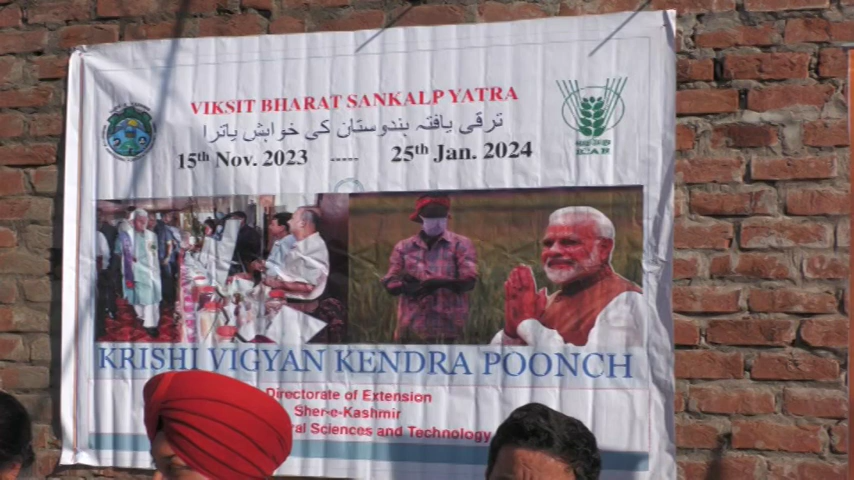 VIKSIT BHARAT SANKALP YATRA
ترقی یافتہ ہندوستان کی خواہش یاترا
15th Nov. 2023 ----- 25th Jan. 2024
ICAR
KRISHI VIGYAN KENDRA POONCH
Directorate of Extension
Sher-e-Kashmir
ral Sciences and Technology